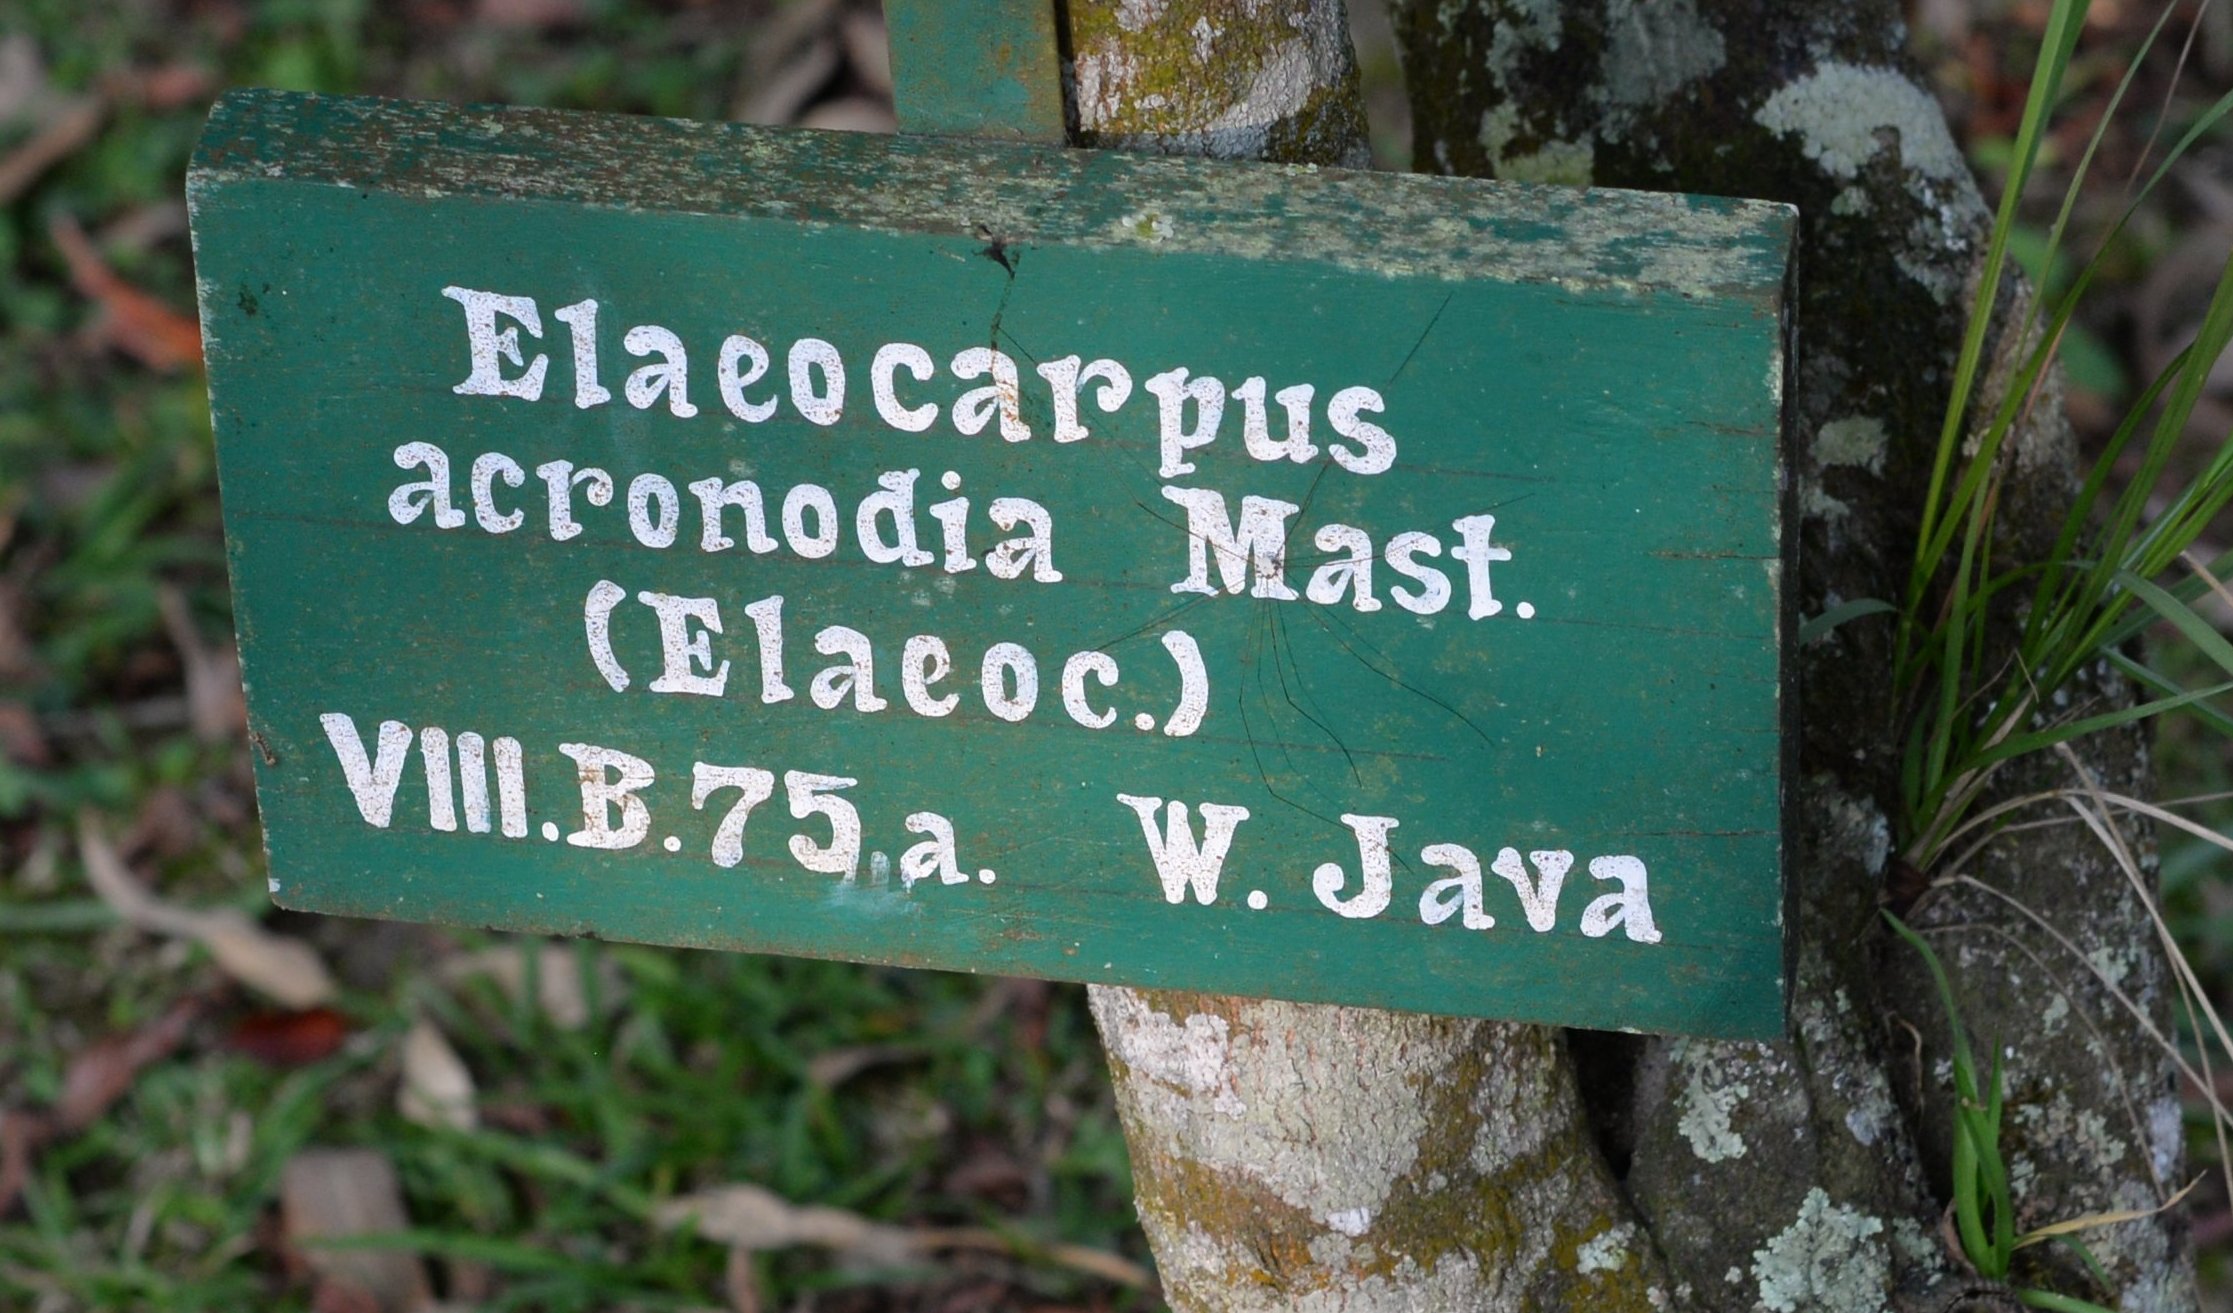 Elaeocarpus
acronodia Mast.
(Elaeoc.)
VIII.B.75.a. W. Java